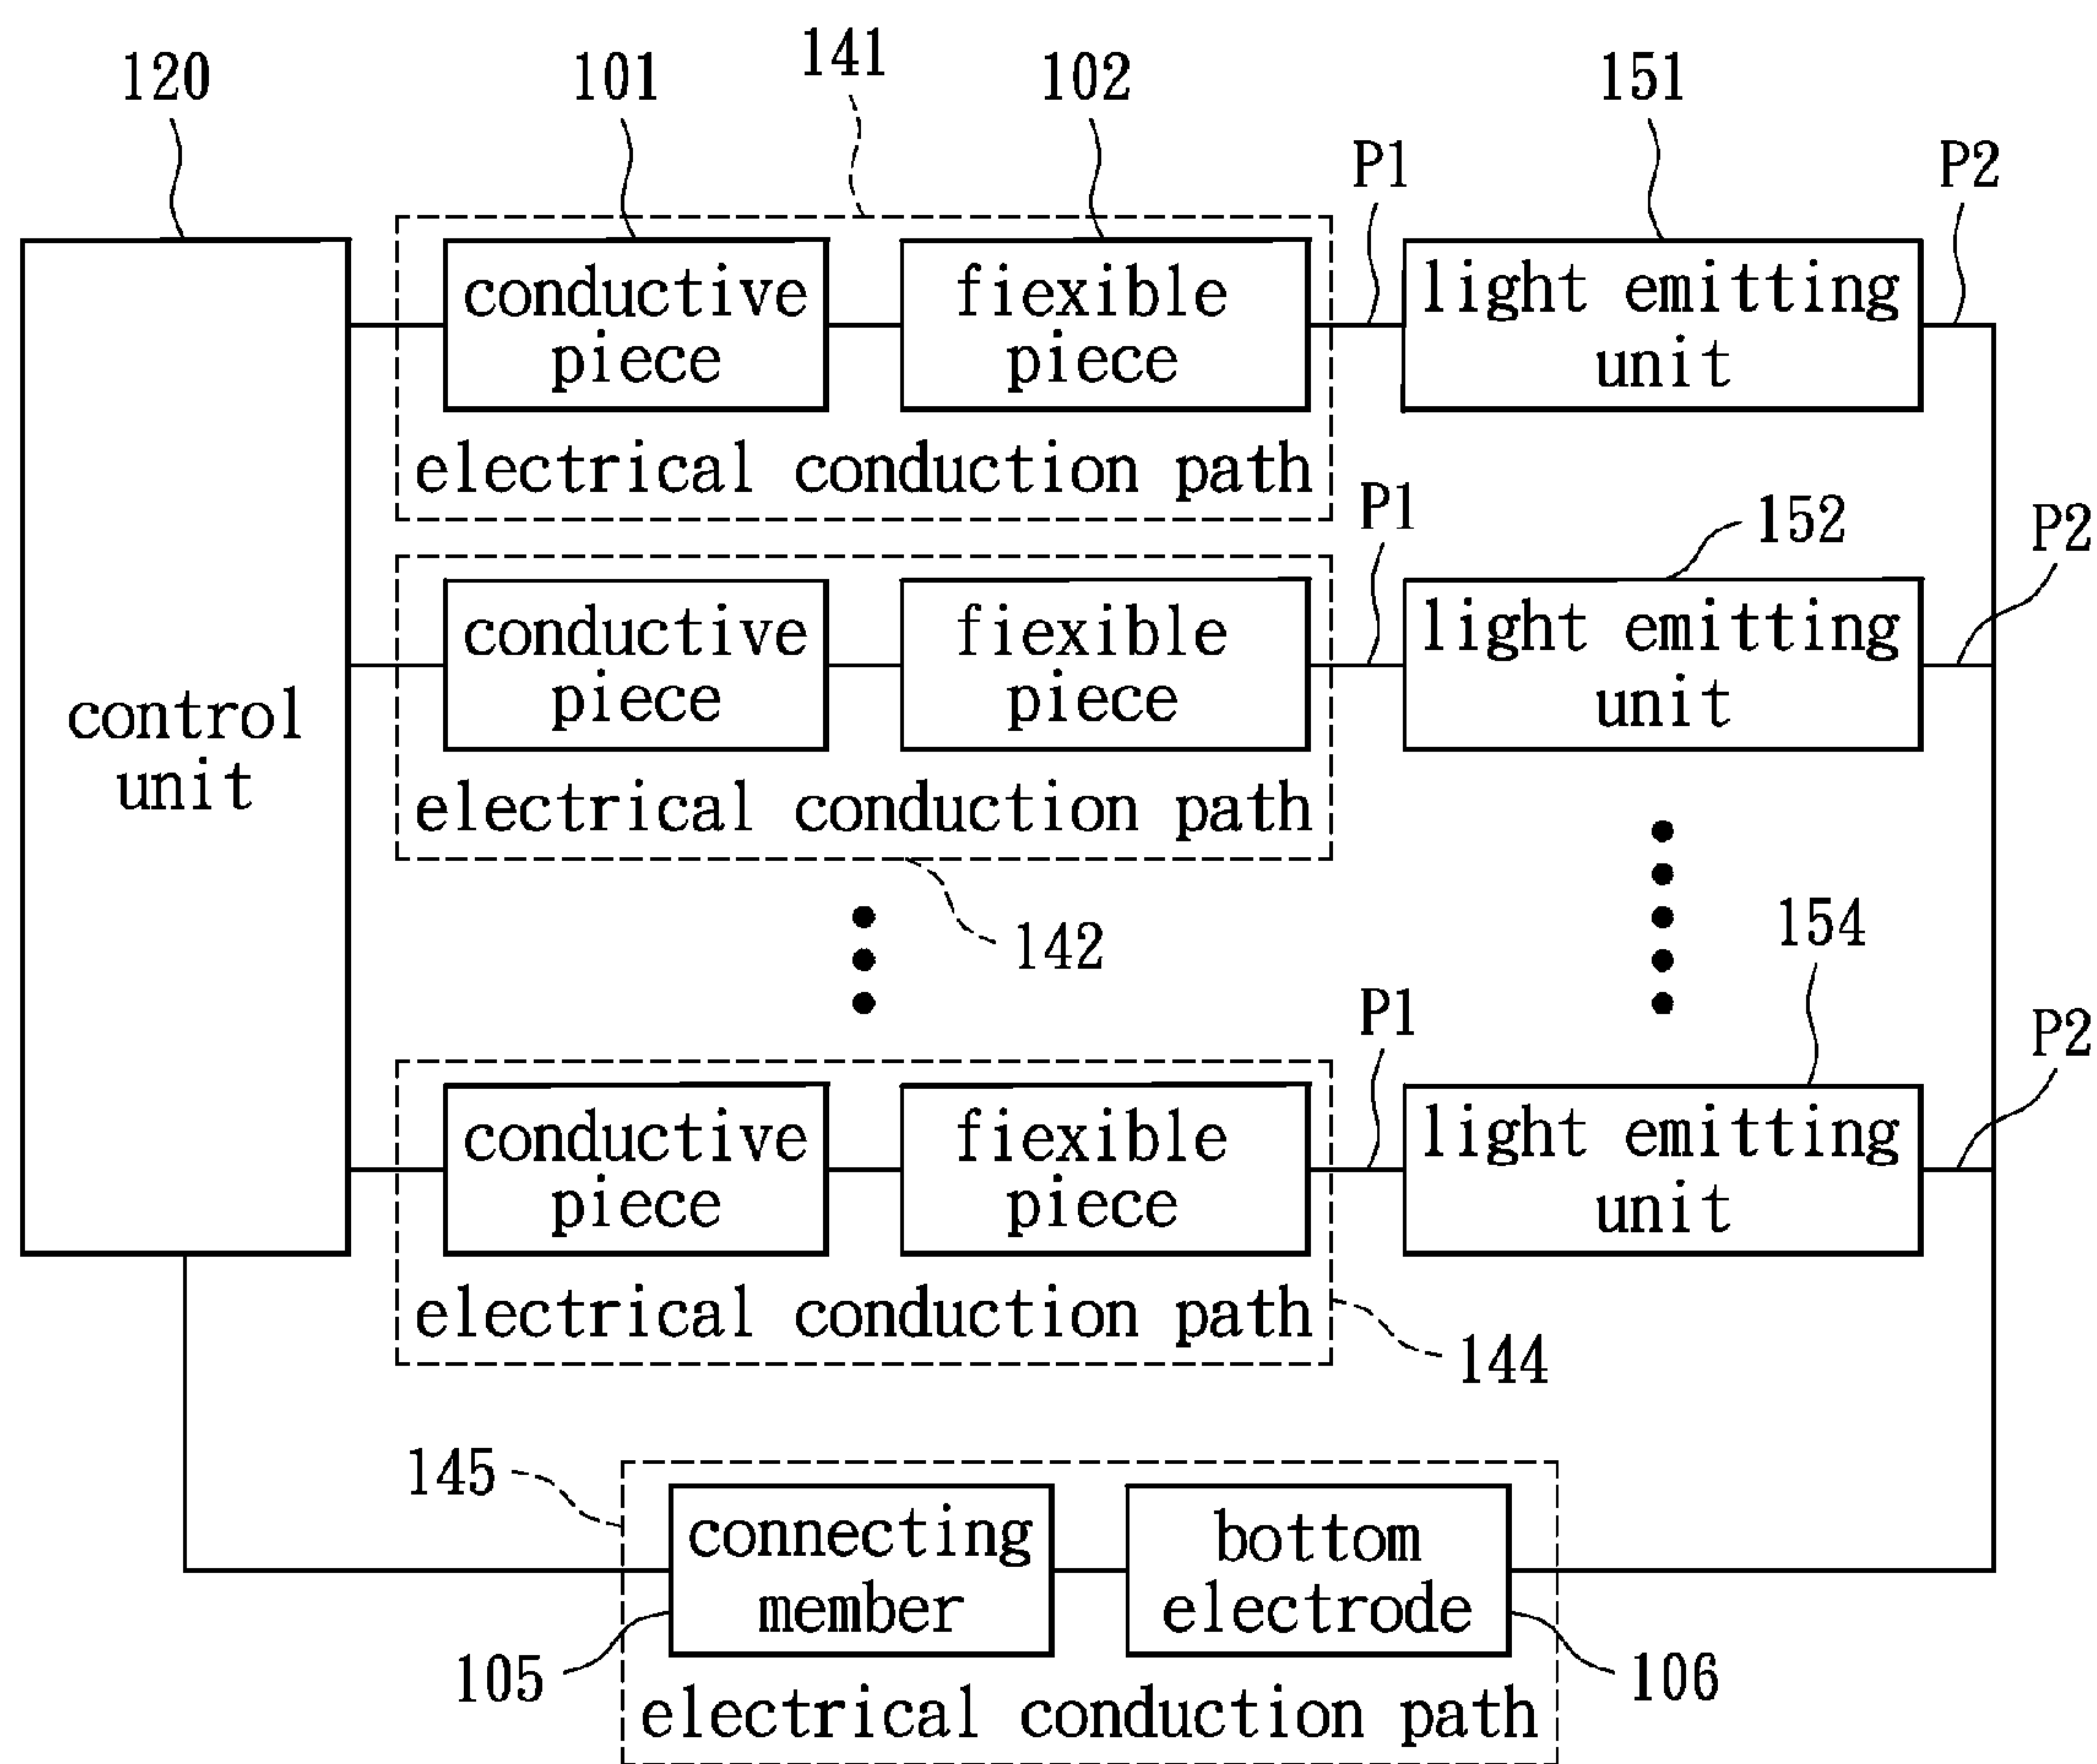 120
101
141
102
151
P1
P2
conductive
piece
fiexible
piece
light emitting
unit
electrical conduction path
P1
152
P2
conductive
piece
fiexible
piece
light emitting
unit
control
unit
electrical conduction path
142
154
P1
P2
conductive
piece
fiexible
piece
light emitting
unit
electrical conduction path
144
145
connecting
member
bottom
electrode
105
106
electrical conduction path